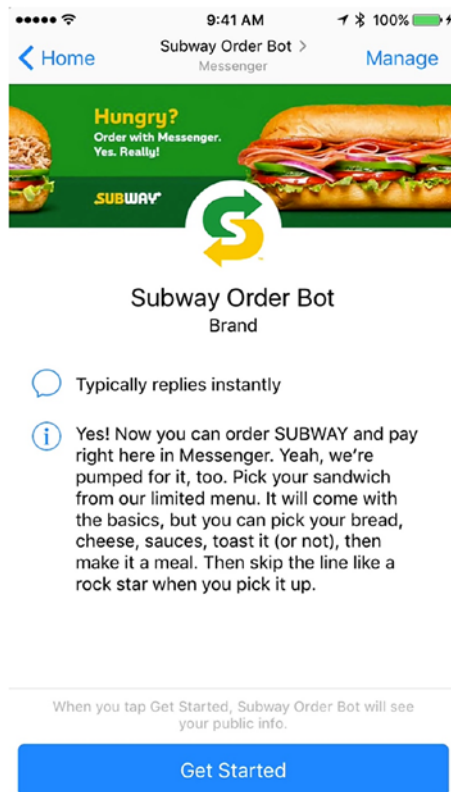 9:41 AM
100%
Home
Subway Order Bot >
Messenger
Manage
Hungry?
Order with Messenger.
Yes. Really!
SUBWAY
Subway Order Bot
Brand
Typically replies instantly
Yes! Now you can order SUBWAY and pay
right here in Messenger. Yeah, we're
pumped for it, too. Pick your sandwich
from our limited menu. It will come with
the basics, but you can pick your bread,
cheese, sauces, toast it (or not), then
make it a meal. Then skip the line like a
rock star when you pick it up.
When you tap Get Started, Subway Order Bot will see
your public info.
Get Started